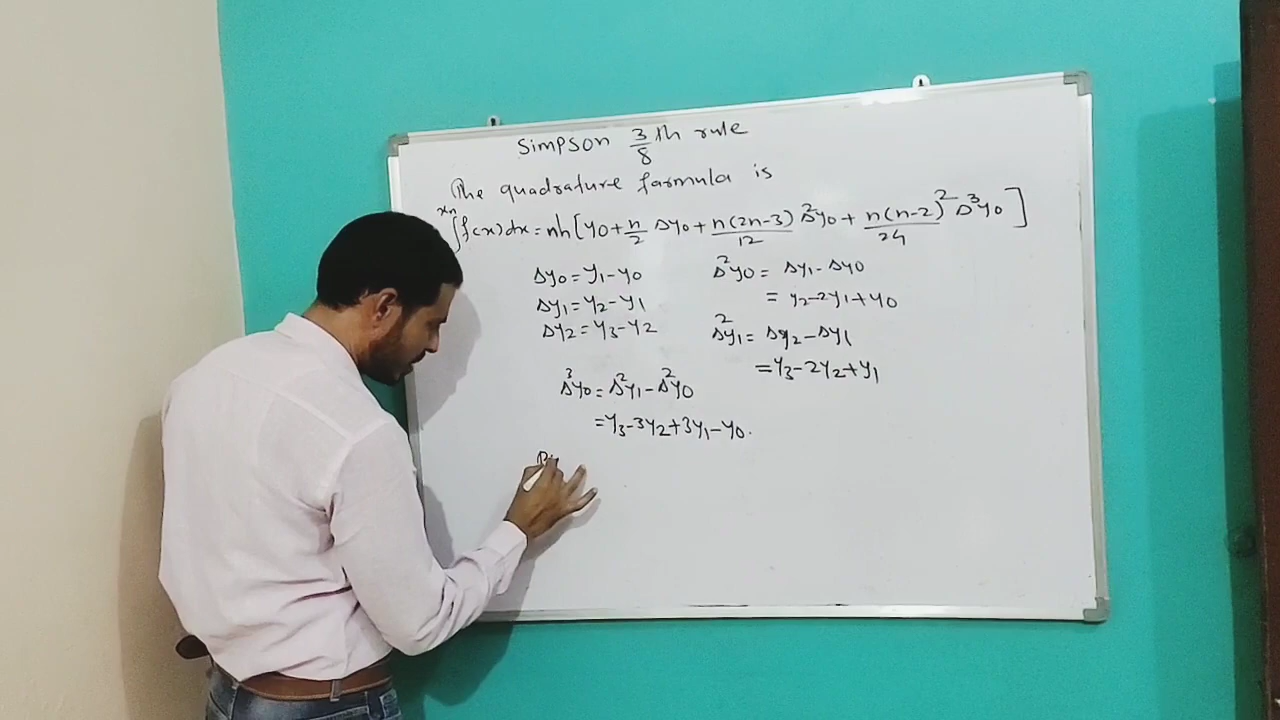 Simpson 3/8 th rule
The quadrature formula is
∫^xn f(x)dx = nh[y0 + n/2 Δy0 + n(2n-3)/12 Δ²y0 + n(n-2)²/24 Δ³y0]
Δy0 = y1 - y0
Δy1 = y2 - y1
Δy2 = y3 - y2
Δ²y0 = Δy1 - Δy0
= y2 - 2y1 + y0
Δ²y1 = Δy2 - Δy1
= y3 - 2y2 + y1
Δ³y0 = Δ²y1 - Δ²y0
= y3 - 3y2 + 3y1 - y0.